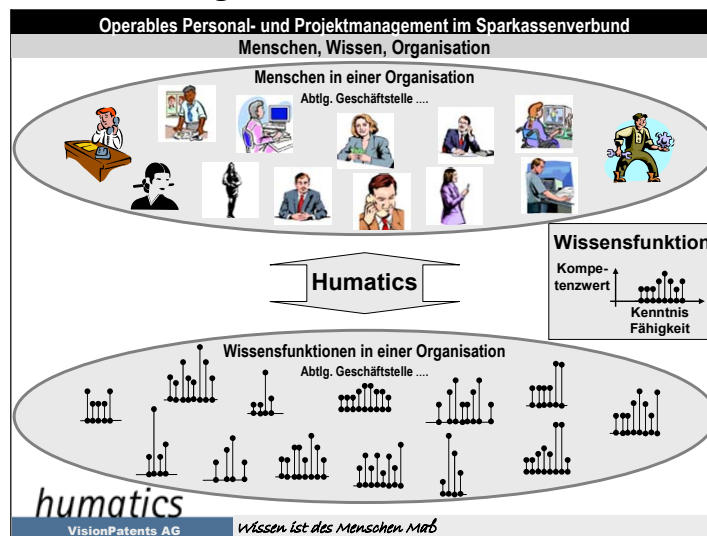 Operables Personal- und Projektmanagement im Sparkassenverbund
Menschen, Wissen, Organisation
Menschen in einer Organisation
Abtlg. Geschäftstelle ....
Humatics
Wissensfunktion
Kompe-
tenzwert
Kenntnis
Fähigkeit
Wissensfunktionen in einer Organisation
Abtlg. Geschäftstelle ....
humatics
VisionPatents AG
Wissen ist des Menschen Maß